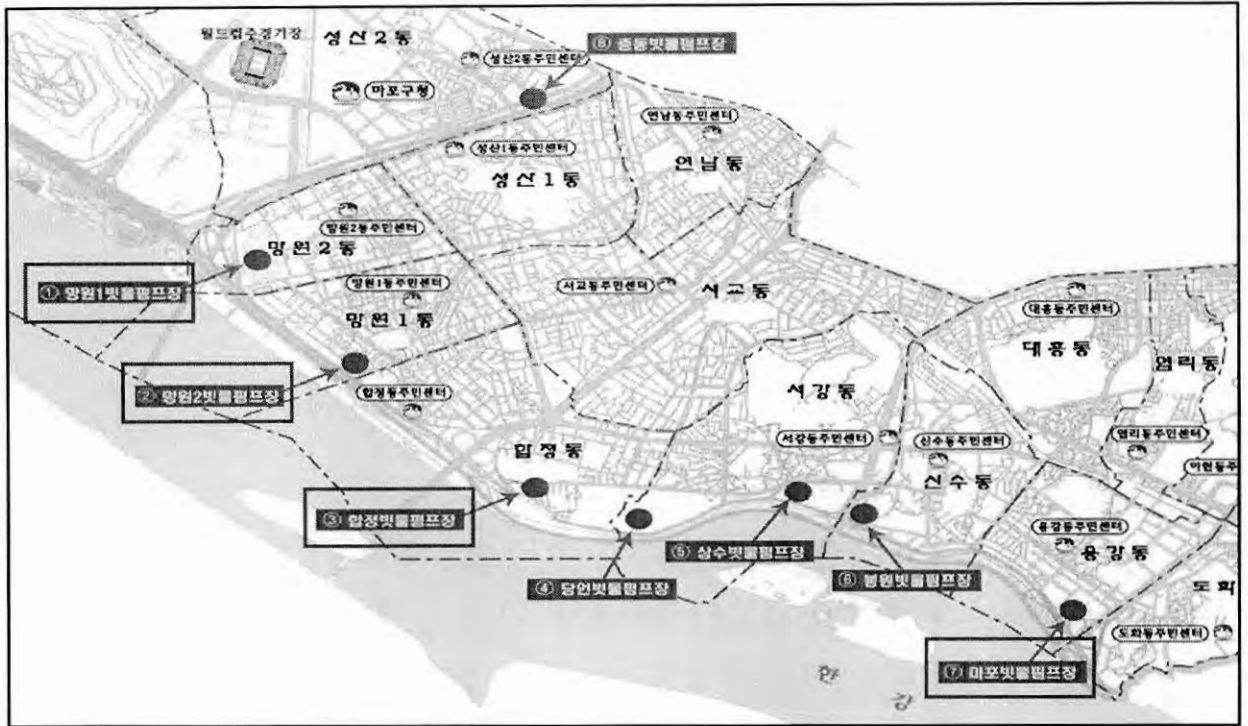 월드컵주경기장
성산2동
⑧ 중동빗물펌프장
성산2동주민센터
마포구청
연남동주민센터
성산1동주민센터
연남동
성산1동
망원2동주민센터
망원2동
① 망원1빗물펌프장
망원1동주민센터
서교동주민센터
서교동
대흥동주민센터
망원1동
대흥동
염리동
② 망원2빗물펌프장
합정동주민센터
서강동
서강동주민센터
신수동주민센터
염리동주민센터
합정동
신수동
아현동주민센터
③ 합정빗물펌프장
용강동주민센터
⑤ 상수빗물펌프장
용강동
④ 당인빗물펌프장
⑥ 봉원빗물펌프장
도화
도화동주민센터
⑦ 마포빗물펌프장
한
강